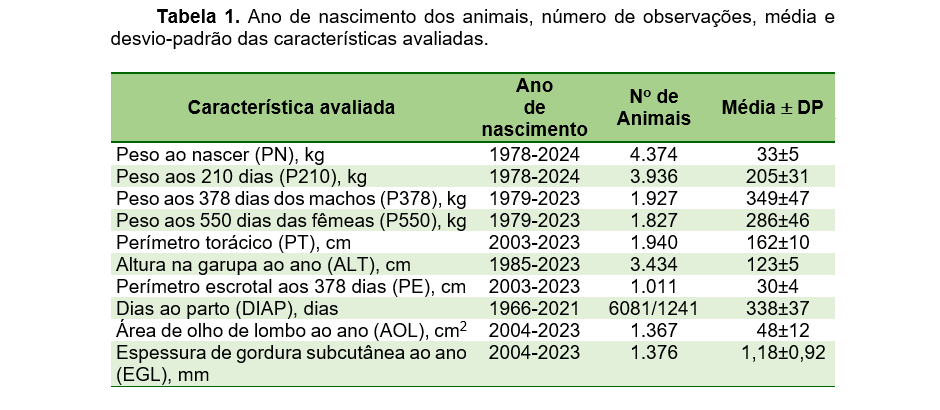 Tabela 1. Ano de nascimento dos animais, número de observações, média e
desvio-padrão das características avaliadas.
Característica avaliada
Ano
de
nascimento
Nº de
Animais
Média ± DP
Peso ao nascer (PN), kg 1978-2024 4.374 33±5
Peso aos 210 dias (P210), kg 1978-2024 3.936 205±31
Peso aos 378 dias dos machos (P378), kg 1979-2023 1.927 349±47
Peso aos 550 dias das fêmeas (P550), kg 1979-2023 1.827 286±46
Perímetro torácico (PT), cm 2003-2023 1.940 162±10
Altura na garupa ao ano (ALT), cm 1985-2023 3.434 123±5
Perímetro escrotal aos 378 dias (PE), cm 2003-2023 1.011 30±4
Dias ao parto (DIAP), dias 1966-2021 6081/1241 338±37
Área de olho de lombo ao ano (AOL), cm² 2004-2023 1.367 48±12
Espessura de gordura subcutânea ao ano 2004-2023 1.376 1,18±0,92
(EGL), mm